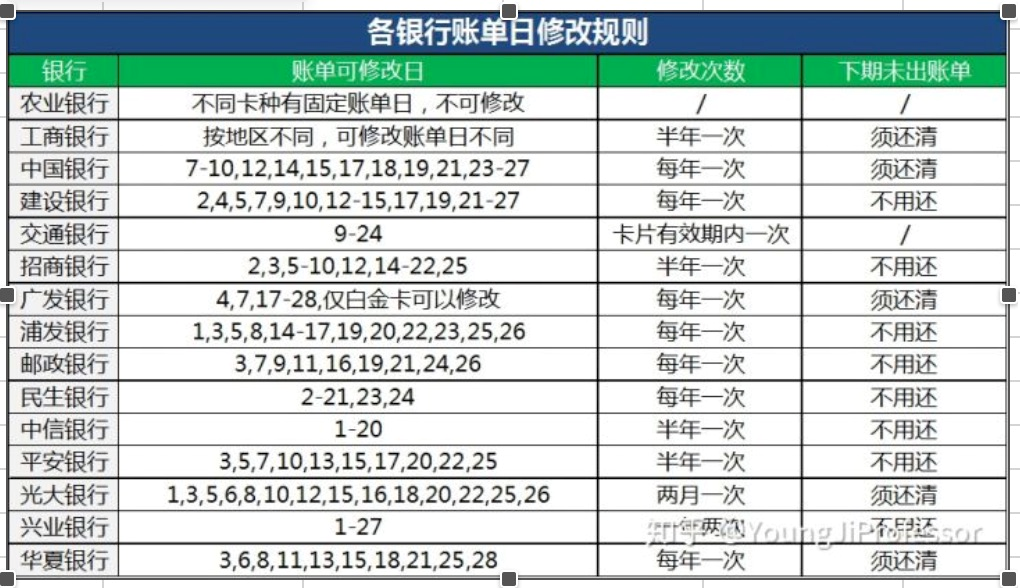 各银行账单日修改规则
银行 账单可修改日 修改次数 下期未出账单
农业银行 不同卡种有固定账单日，不可修改 / /
工商银行 按地区不同，可修改账单日不同 半年一次 须还清
中国银行 7-10,12,14,15,17,18,19,21,23-27 每年一次 须还清
建设银行 2,4,5,7,9,10,12-15,17,19,21-27 每年一次 不用还
交通银行 9-24 卡片有效期内一次 /
招商银行 2,3,5-10,12,14-22,25 半年一次 不用还
广发银行 4,7,17-28,仅白金卡可以修改 每年一次 须还清
浦发银行 1,3,5,8,14-17,19,20,22,23,25,26 每年一次 不用还
邮政银行 3,7,9,11,16,19,21,24,26 每年一次 不用还
民生银行 2-21,23,24 每年一次 不用还
中信银行 1-20 半年一次 不用还
平安银行 3,5,7,10,13,15,17,20,22,25 半年一次 不用还
光大银行 1,3,5,6,8,10,12,15,16,18,20,22,25,26 两月一次 须还清
兴业银行 1-27 一年两次 不用还
知乎 @YoungJiProfessor
华夏银行 3,6,8,11,13,15,18,21,25,28 每年一次 须还清